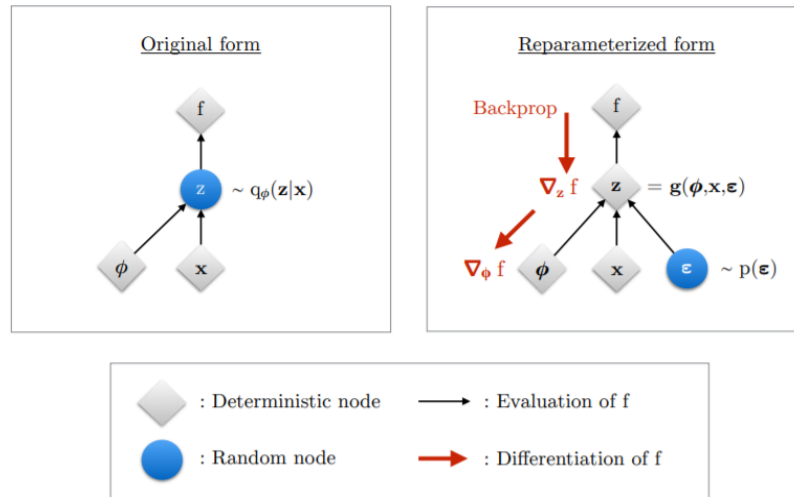 Original form
f
z ~ qϕ(z|x)
ϕ x
Reparameterized form
Backprop f
∇z f z = g(ϕ,x,ε)
∇ϕ f ϕ x ε ~ p(ε)
: Deterministic node : Evaluation of f
: Random node : Differentiation of f